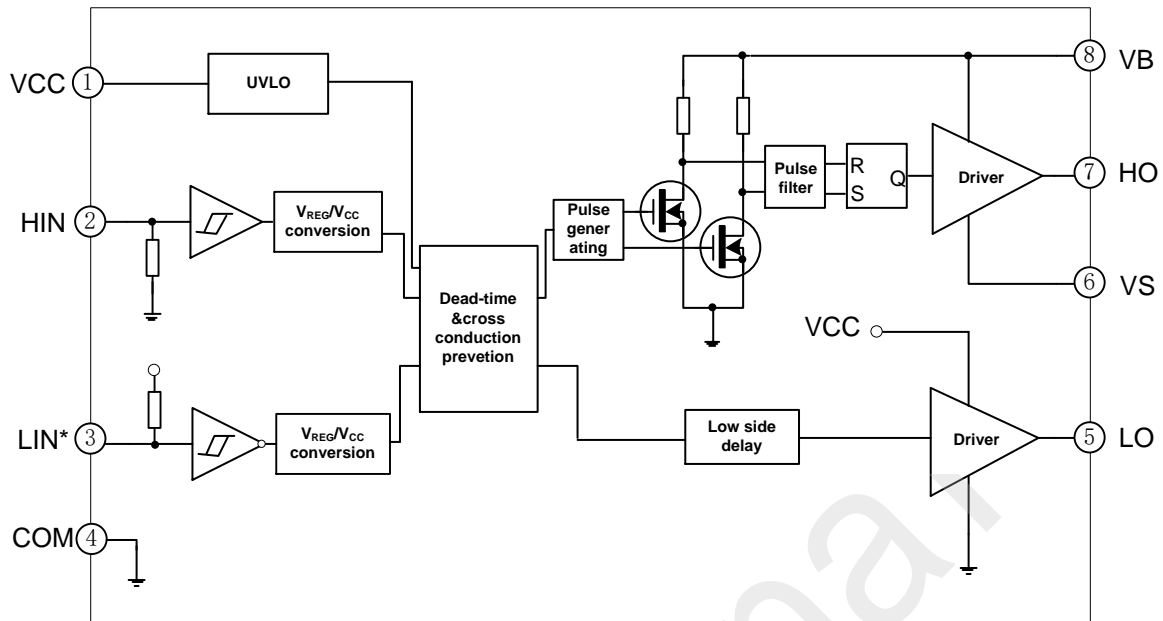 VCC
1
UVLO
8
VB
HIN
2
V_REG/V_CC
conversion
Pulse
gener
ating
Pulse
filter
R
S
Q
Driver
7
HO
Dead-time
&cross
conduction
prevetion
6
VS
VCC
LIN*
3
V_REG/V_CC
conversion
Low side
delay
Driver
5
LO
COM
4